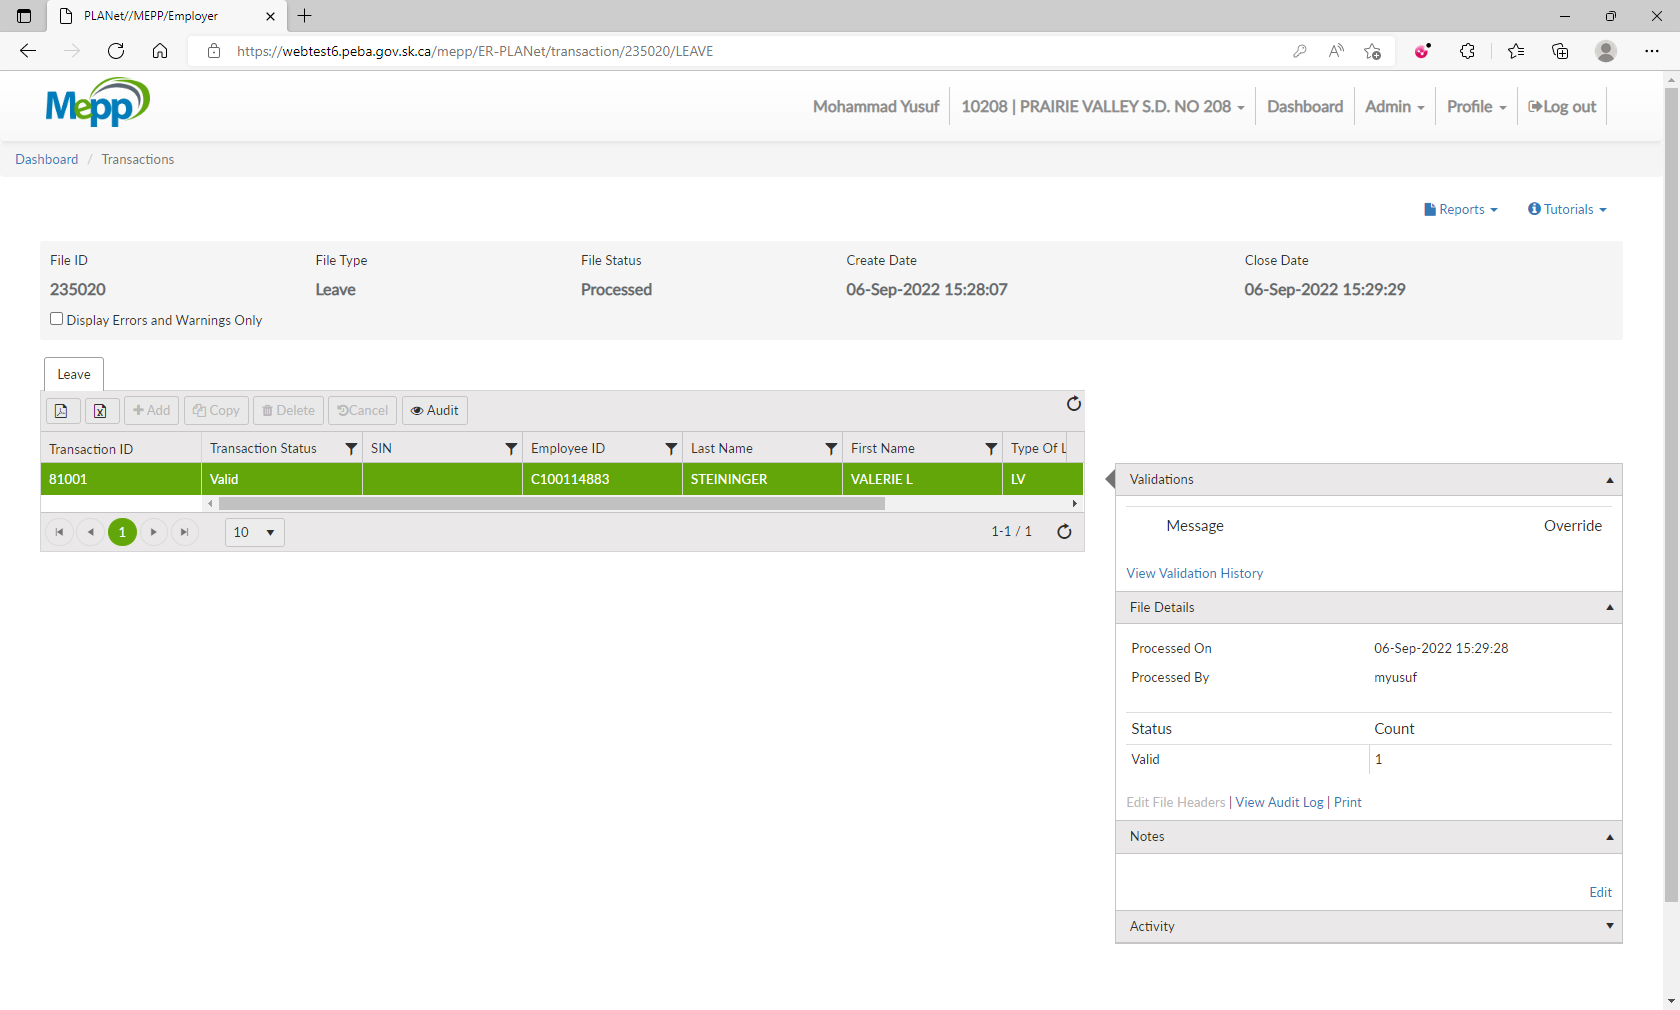 PLANet//MEPP/Employer
https://webtest6.peba.gov.sk.ca/mepp/ER-PLANet/transaction/235020/LEAVE
Mepp
Mohammad Yusuf
10208 | PRAIRIE VALLEY S.D. NO 208
Dashboard
Admin
Profile
Log out
Dashboard / Transactions
Reports
Tutorials
File ID
File Type
File Status
Create Date
Close Date
235020
Leave
Processed
06-Sep-2022 15:28:07
06-Sep-2022 15:29:29
Display Errors and Warnings Only
Leave
Add
Copy
Delete
Cancel
Audit
Transaction ID
Transaction Status
SIN
Employee ID
Last Name
First Name
Type Of L
81001
Valid
C100114883
STEININGER
VALERIE L
LV
1
10
1-1 / 1
Validations
Message
Override
View Validation History
File Details
Processed On
06-Sep-2022 15:29:28
Processed By
myusuf
Status
Count
Valid
1
Edit File Headers | View Audit Log | Print
Notes
Edit
Activity